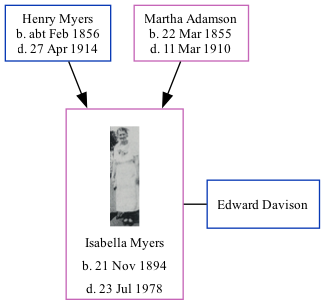 Henry Myers
b. abt Feb 1856
d. 27 Apr 1914
Martha Adamson
b. 22 Mar 1855
d. 11 Mar 1910
Isabella Myers
b. 21 Nov 1894
d. 23 Jul 1978
Edward Davison